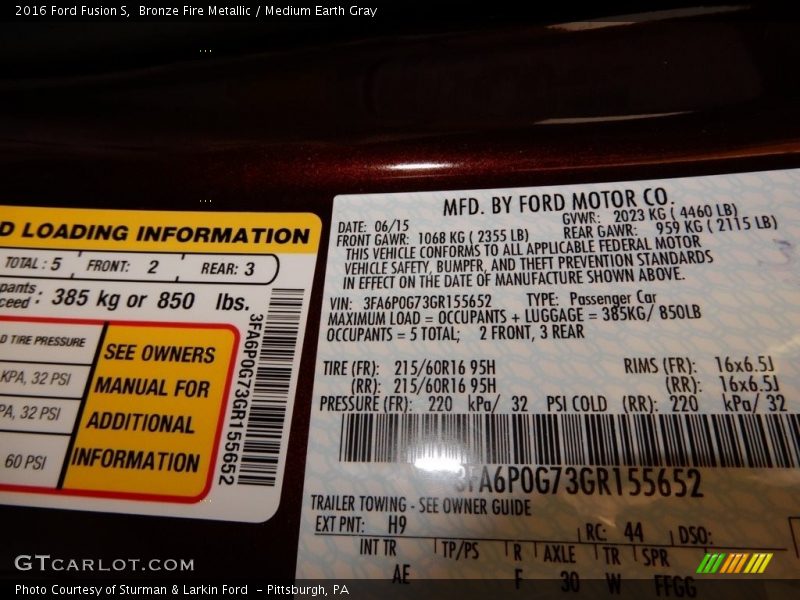 2016 Ford Fusion S,  Bronze Fire Metallic / Medium Earth Gray
D LOADING INFORMATION
TOTAL: 5 FRONT: 2 REAR: 3
pants
ceed : 385 kg or 850 lbs.
D TIRE PRESSURE
KPA, 32 PSI
PA, 32 PSI
60 PSI
SEE OWNERS
MANUAL FOR
ADDITIONAL
INFORMATION
3FA6P0G73GR155652
MFD. BY FORD MOTOR CO.
DATE: 06/15 GVWR: 2023 KG ( 4460 LB)
FRONT GAWR: 1068 KG ( 2355 LB) REAR GAWR: 959 KG ( 2115 LB)
THIS VEHICLE CONFORMS TO ALL APPLICABLE FEDERAL MOTOR
VEHICLE SAFETY, BUMPER, AND THEFT PREVENTION STANDARDS
IN EFFECT ON THE DATE OF MANUFACTURE SHOWN ABOVE.
VIN: 3FA6P0G73GR155652 TYPE: Passenger Car
MAXIMUM LOAD = OCCUPANTS + LUGGAGE = 385KG/ 850LB
OCCUPANTS = 5 TOTAL; 2 FRONT, 3 REAR
TIRE (FR): 215/60R16 95H RIMS (FR): 16x6.5J
(RR): 215/60R16 95H (RR): 16x6.5J
PRESSURE (FR): 220 kPa/ 32 PSI COLD (RR): 220 kPa/ 32
3FA6P0G73GR155652
TRAILER TOWING - SEE OWNER GUIDE
EXT PNT: H9 RC: 44 DSO:
INT TR TP/PS R AXLE TR SPR
AE F 30 W FFGG
GTCARLOT.COM
Photo Courtesy of Sturman & Larkin Ford  - Pittsburgh, PA